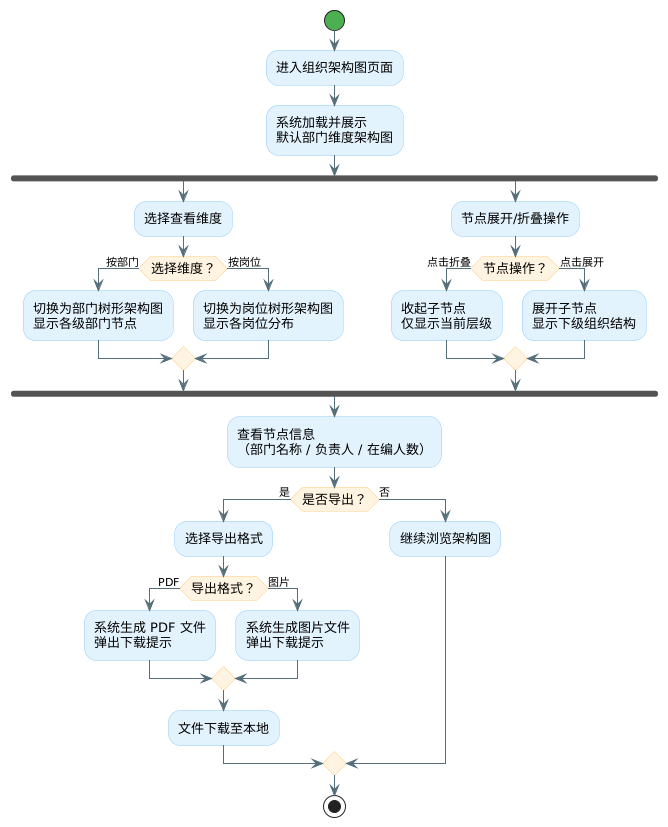 进入组织架构图页面
系统加载并展示
默认部门维度架构图
选择查看维度
选择维度？
按部门
按岗位
切换为部门树形架构图
显示各级部门节点
切换为岗位树形架构图
显示各岗位分布
节点展开/折叠操作
节点操作？
点击折叠
点击展开
收起子节点
仅显示当前层级
展开子节点
显示下级组织结构
查看节点信息
（部门名称 / 负责人 / 在编人数）
是否导出？
是
否
选择导出格式
导出格式？
PDF
图片
系统生成 PDF 文件
弹出下载提示
系统生成图片文件
弹出下载提示
文件下载至本地
继续浏览架构图